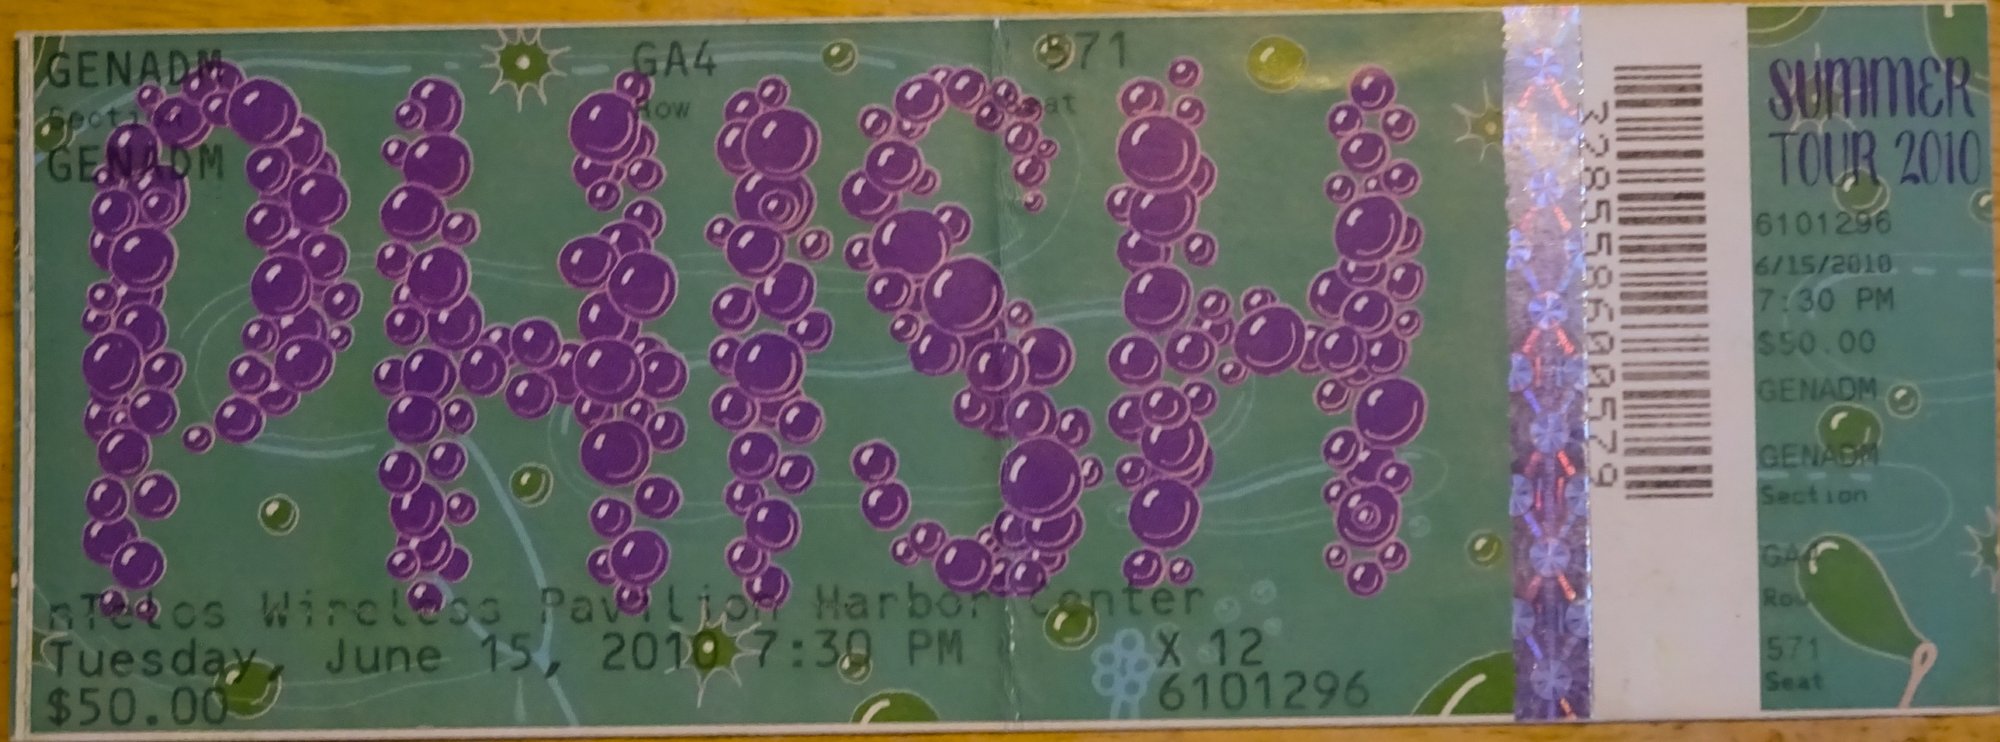 GENADM GA4 571
Section Row Seat
GENADM
PHISH
nTelos Wireless Pavilion Harbor Center
Tuesday, June 15, 2010 7:30 PM X 12
$50.00 6101296
328558600579
SUMMER
TOUR 2010
6101296
6/15/2010
7:30 PM
$50.00
GENADM
GENADM
Section
GA4
Row
571
Seat